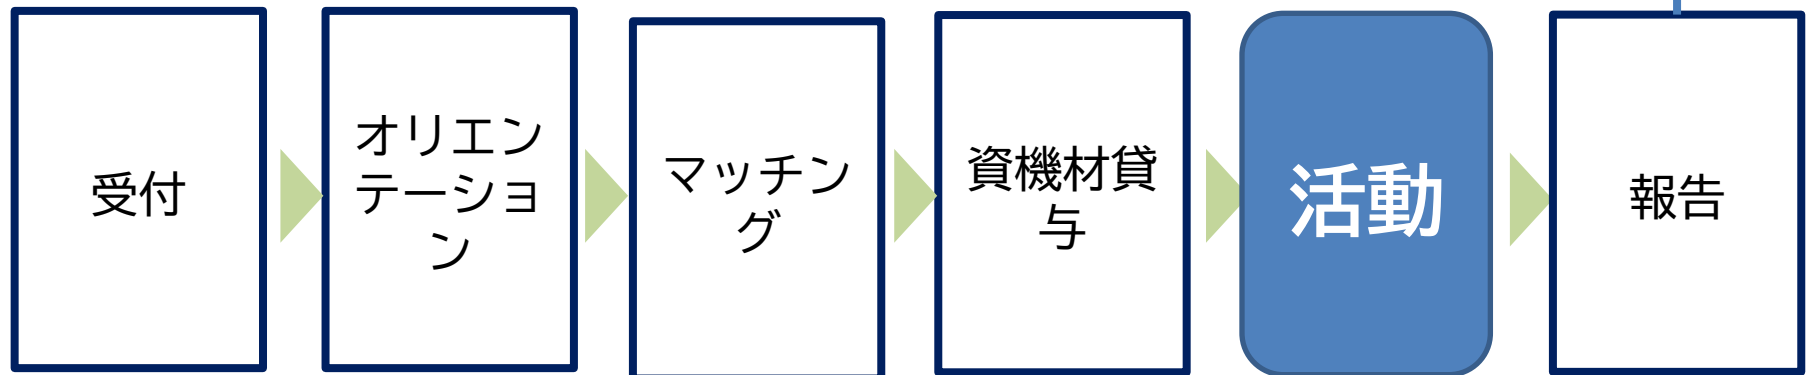 受付
オリエン
テーショ
ン
マッチン
グ
資機材貸
与
活動
報告